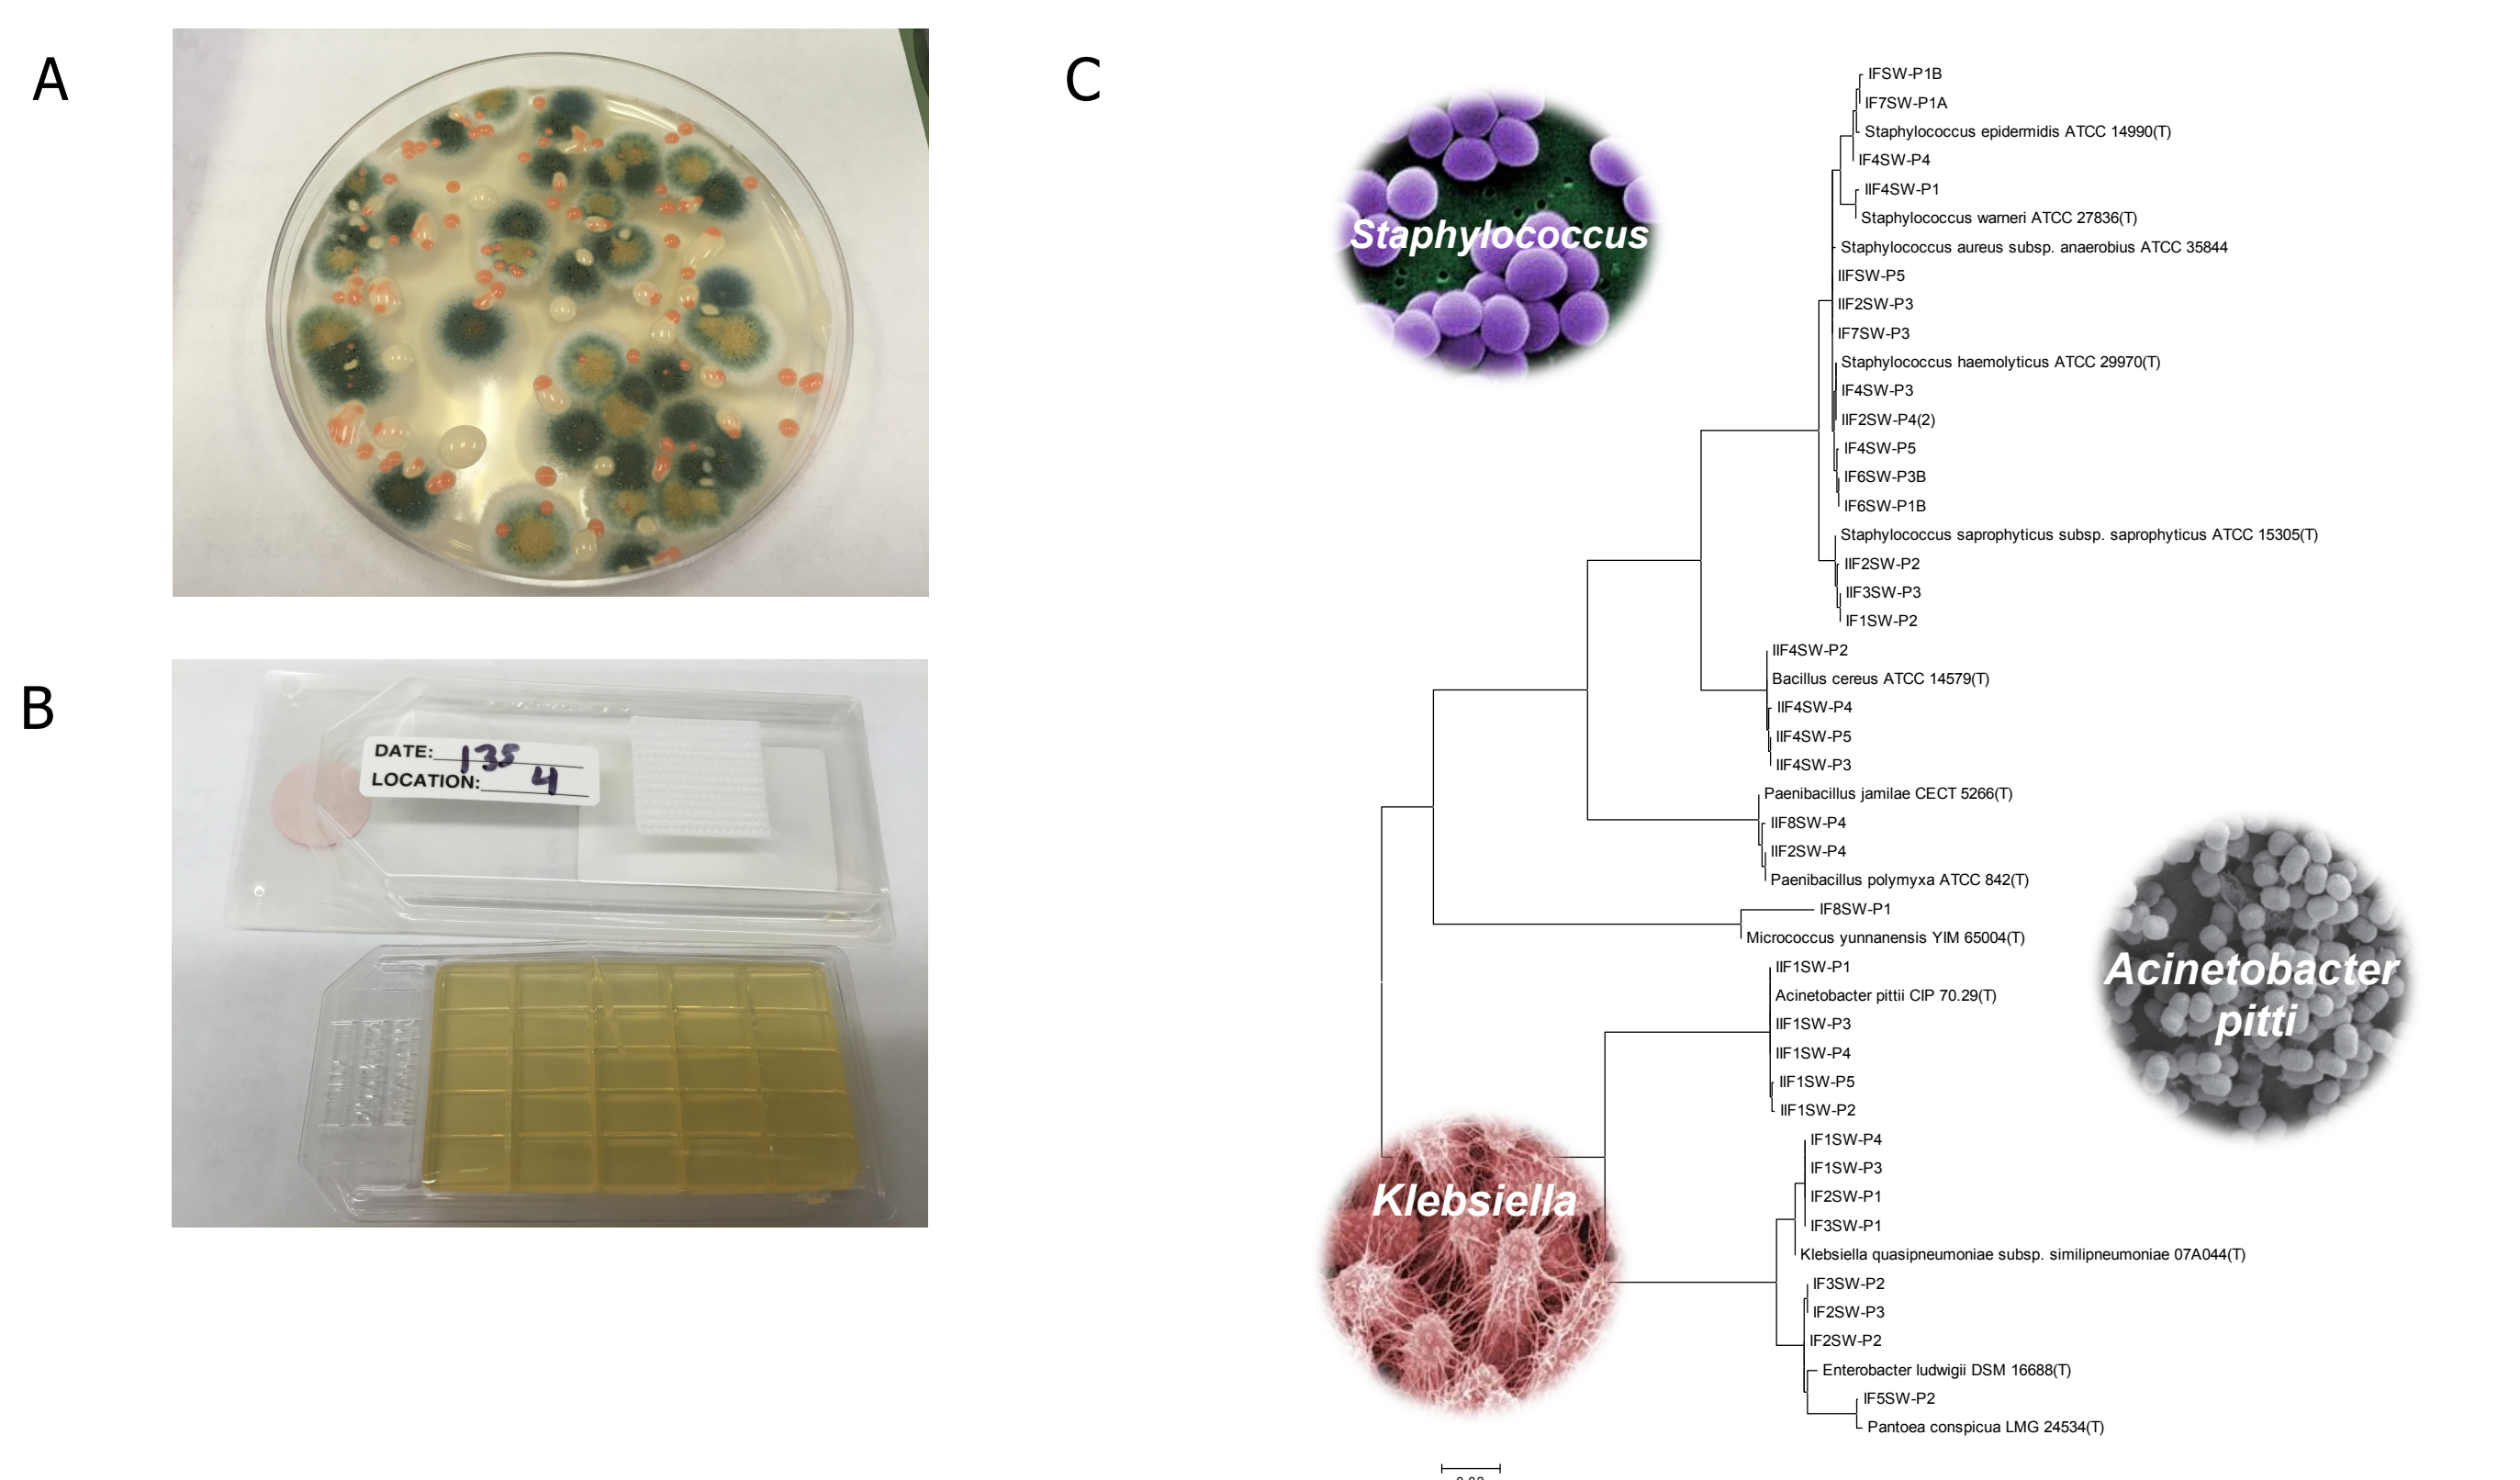 A
B
DATE: 135
LOCATION: 4
C
Staphylococcus
IFSW-P1B
IF7SW-P1A
Staphylococcus epidermidis ATCC 14990(T)
IF4SW-P4
IIF4SW-P1
Staphylococcus warneri ATCC 27836(T)
Staphylococcus aureus subsp. anaerobius ATCC 35844
IIFSW-P5
IIF2SW-P3
IF7SW-P3
Staphylococcus haemolyticus ATCC 29970(T)
IF4SW-P3
IIF2SW-P4(2)
IF4SW-P5
IF6SW-P3B
IF6SW-P1B
Staphylococcus saprophyticus subsp. saprophyticus ATCC 15305(T)
IIF2SW-P2
IIF3SW-P3
IF1SW-P2
IIF4SW-P2
Bacillus cereus ATCC 14579(T)
IIF4SW-P4
IIF4SW-P5
IIF4SW-P3
Paenibacillus jamilae CECT 5266(T)
IIF8SW-P4
IIF2SW-P4
Paenibacillus polymyxa ATCC 842(T)
IF8SW-P1
Micrococcus yunnanensis YIM 65004(T)
IIF1SW-P1
Acinetobacter pittii CIP 70.29(T)
IIF1SW-P3
IIF1SW-P4
IIF1SW-P5
IIF1SW-P2
Acinetobacter
pitti
IF1SW-P4
IF1SW-P3
IF2SW-P1
IF3SW-P1
Klebsiella quasipneumoniae subsp. similipneumoniae 07A044(T)
IF3SW-P2
IF2SW-P3
IF2SW-P2
Enterobacter ludwigii DSM 16688(T)
IF5SW-P2
Pantoea conspicua LMG 24534(T)
Klebsiella